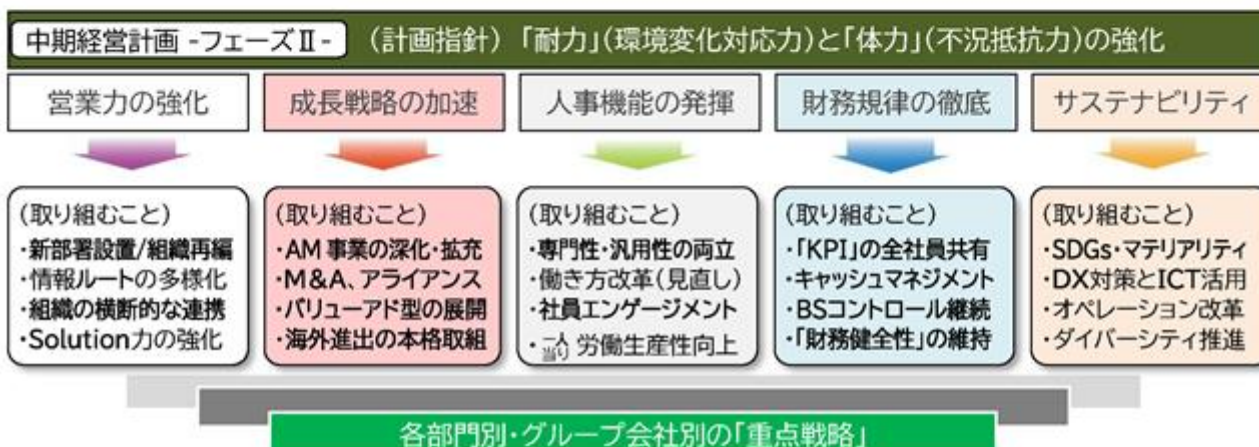 中期経営計画 -フェーズⅡ- (計画指針)「耐力」(環境変化対応力)と「体力」(不況抵抗力)の強化
営業力の強化
成長戦略の加速
人事機能の発揮
財務規律の徹底
サステナビリティ
(取り組むこと)
・新部署設置/組織再編
・情報ルートの多様化
・組織の横断的な連携
・Solution力の強化
(取り組むこと)
・AM事業の深化・拡充
・M&A、アライアンス
・バリューアド型の展開
・海外進出の本格取組
(取り組むこと)
・専門性・汎用性の両立
・働き方改革(見直し)
・社員エンゲージメント
・一人当り 労働生産性向上
(取り組むこと)
・「KPI」の全社員共有
・キャッシュマネジメント
・BSコントロール継続
・「財務健全性」の維持
(取り組むこと)
・SDGs・マテリアリティ
・DX対策とICT活用
・オペレーション改革
・ダイバーシティ推進
各部門別・グループ会社別の「重点戦略」